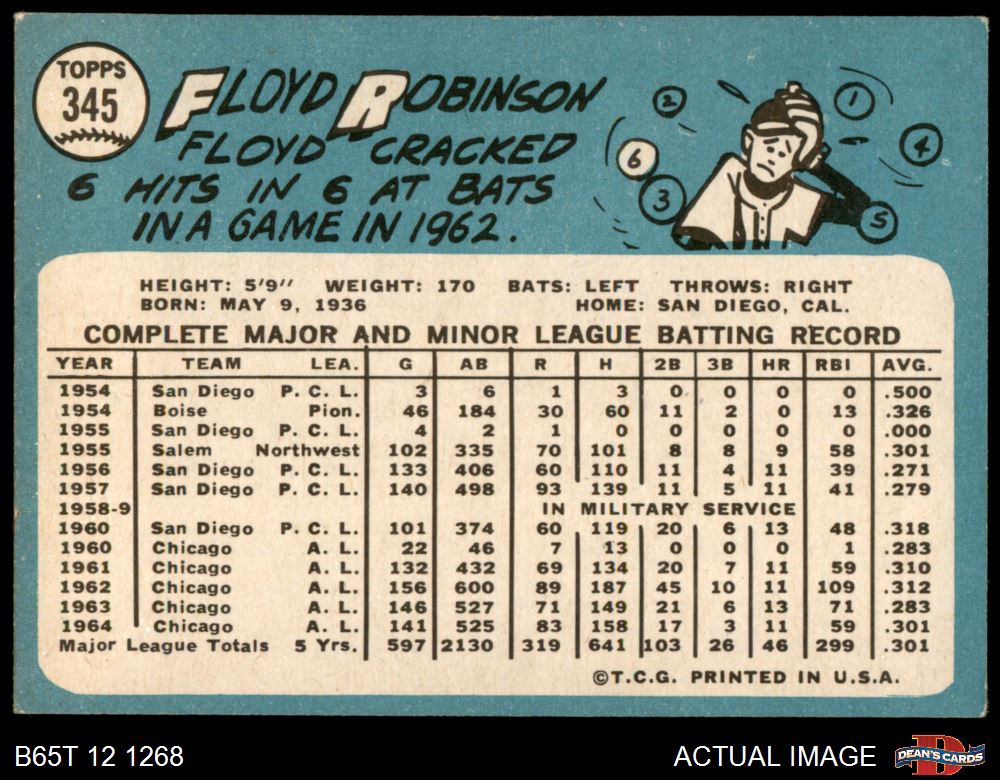 TOPPS
345
FLOYD ROBINSON
FLOYD CRACKED
6 HITS IN 6 AT BATS
IN A GAME IN 1962.
2
1
6
4
3
5
HEIGHT: 5'9" WEIGHT: 170 BATS: LEFT THROWS: RIGHT
BORN: MAY 9, 1936 HOME: SAN DIEGO, CAL.
COMPLETE MAJOR AND MINOR LEAGUE BATTING RECORD
YEAR TEAM LEA. G AB R H 2B 3B HR RBI AVG.
1954 San Diego P. C. L. 3 6 1 3 0 0 0 0 .500
1954 Boise Pion. 46 184 30 60 11 2 0 13 .326
1955 San Diego P. C. L. 4 2 1 0 0 0 0 0 .000
1955 Salem Northwest 102 335 70 101 8 8 9 58 .301
1956 San Diego P. C. L. 133 406 60 110 11 4 11 39 .271
1957 San Diego P. C. L. 140 498 93 139 11 5 11 41 .279
1958-9 IN MILITARY SERVICE
1960 San Diego P. C. L. 101 374 60 119 20 6 13 48 .318
1960 Chicago A. L. 22 46 7 13 0 0 0 1 .283
1961 Chicago A. L. 132 432 69 134 20 7 11 59 .310
1962 Chicago A. L. 156 600 89 187 45 10 11 109 .312
1963 Chicago A. L. 146 527 71 149 21 6 13 71 .283
1964 Chicago A. L. 141 525 83 158 17 3 11 59 .301
Major League Totals 5 Yrs. 597 2130 319 641 103 26 46 299 .301
©T.C.G. PRINTED IN U.S.A.
B65T 12 1268
ACTUAL IMAGE
DEAN'S CARDS